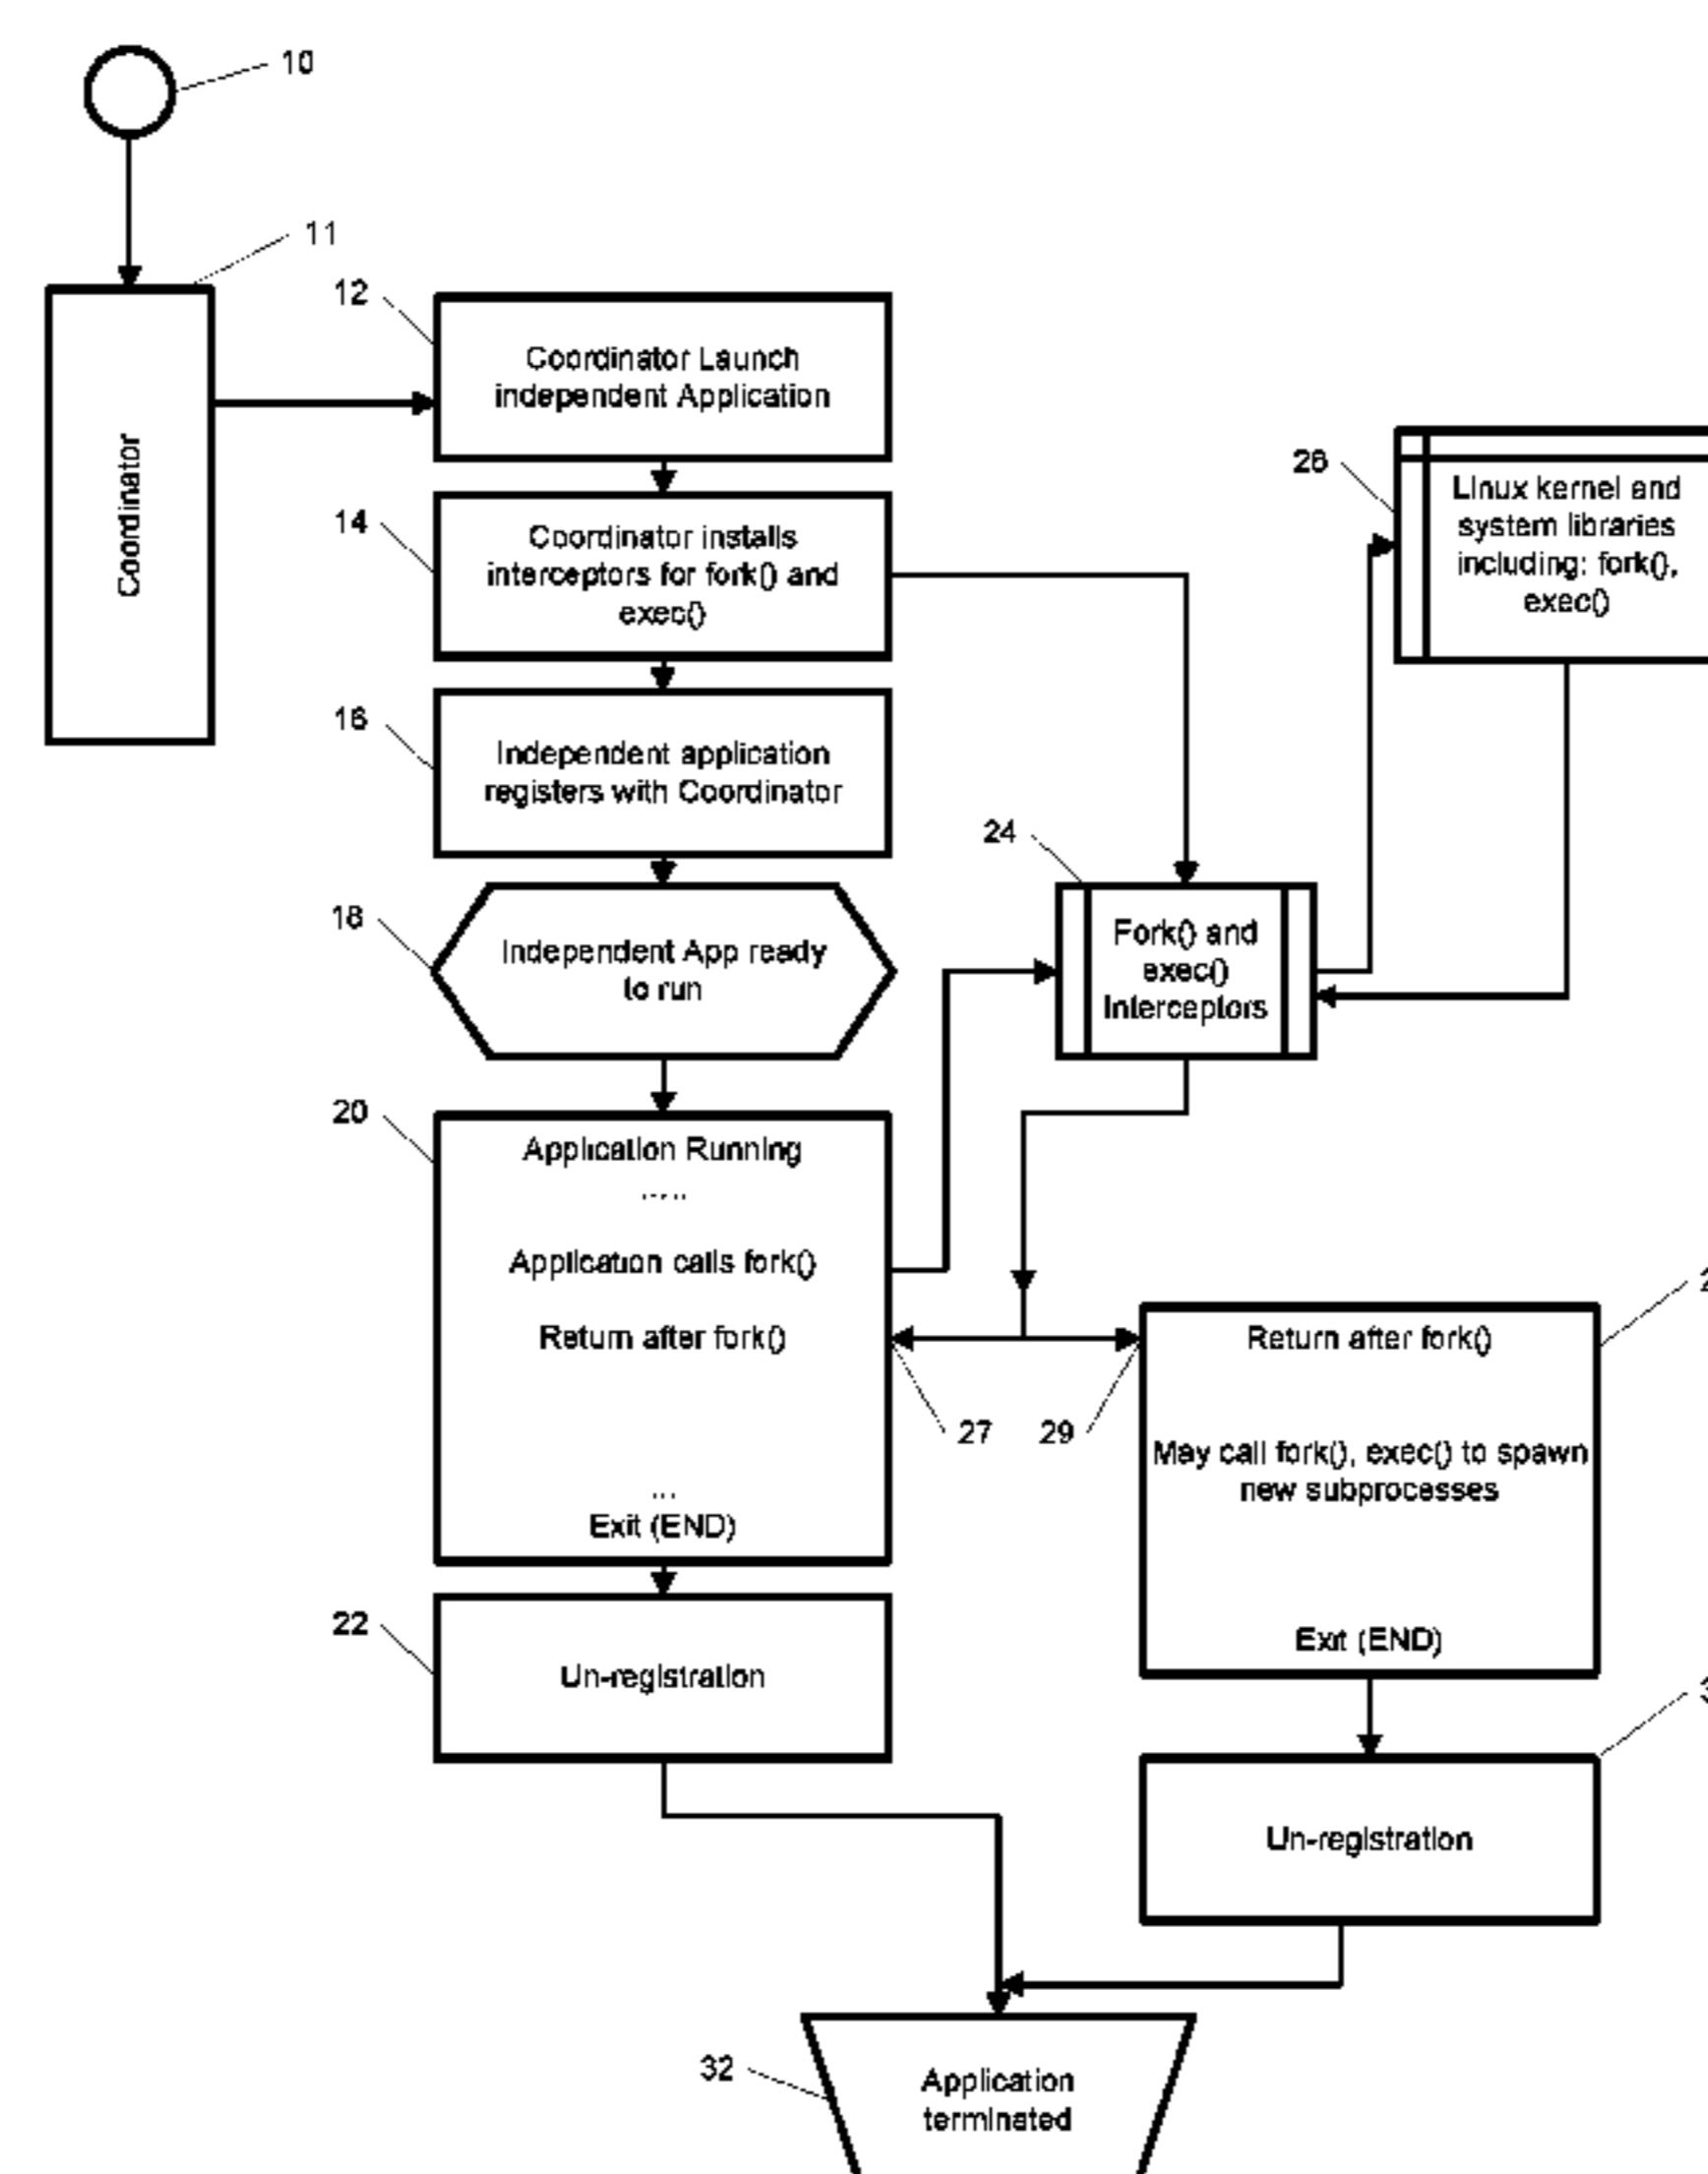 10
11
Coordinator
12
Coordinator Launch
independent Application
14
Coordinator installs
interceptors for fork() and
exec()
16
Independent application
registers with Coordinator
18
Independent App ready
to run
20
Application Running
.....
Application calls fork()
Return after fork()
...
Exit (END)
22
Un-registration
24
Fork() and
exec()
Interceptors
26
Linux kernel and
system libraries
including: fork(),
exec()
27
29
Return after fork()
May call fork(), exec() to spawn
new subprocesses
Exit (END)
Un-registration
32
Application
terminated